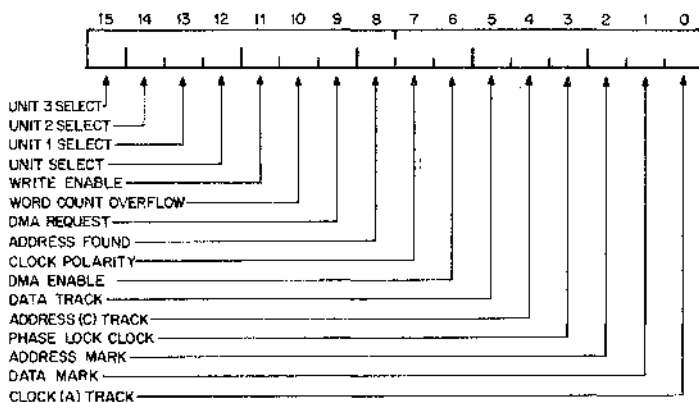 15 14 13 12 11 10 9 8 7 6 5 4 3 2 1 0
UNIT 3 SELECT
UNIT 2 SELECT
UNIT 1 SELECT
UNIT SELECT
WRITE ENABLE
WORD COUNT OVERFLOW
DMA REQUEST
ADDRESS FOUND
CLOCK POLARITY
DMA ENABLE
DATA TRACK
ADDRESS (C) TRACK
PHASE LOCK CLOCK
ADDRESS MARK
DATA MARK
CLOCK (A) TRACK